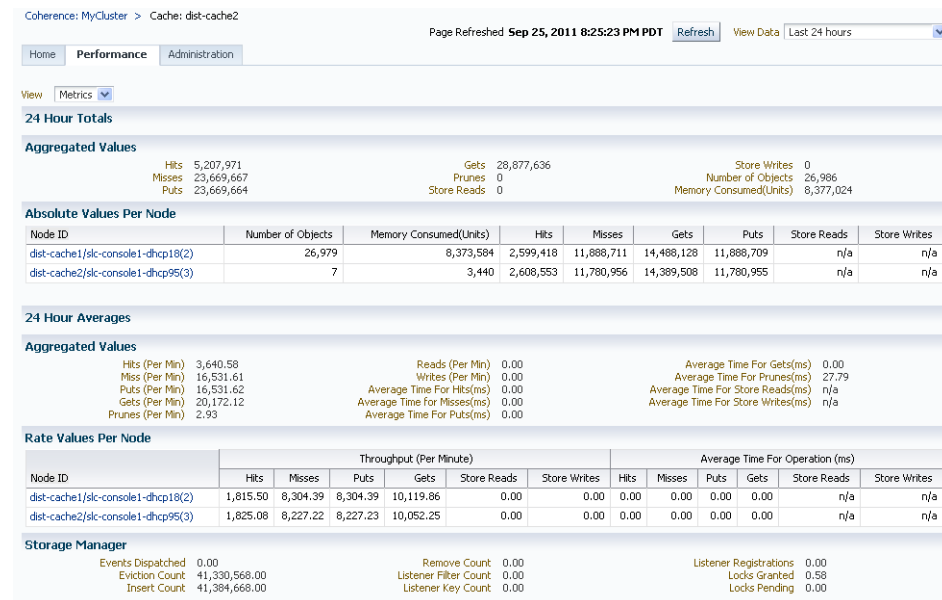 Coherence: MyCluster > Cache: dist-cache2
Page Refreshed Sep 25, 2011 8:25:23 PM PDT Refresh View Data Last 24 hours
Home Performance Administration
View Metrics
24 Hour Totals
Aggregated Values
Hits 5,207,971 Gets 28,877,636 Store Writes 0
Misses 23,669,667 Prunes 0 Number of Objects 26,986
Puts 23,669,664 Store Reads 0 Memory Consumed(Units) 8,377,024
Absolute Values Per Node
Node ID Number of Objects Memory Consumed(Units) Hits Misses Gets Puts Store Reads Store Writes
dist-cache1/slc-console1-dhcp18(2) 26,979 8,373,584 2,599,418 11,888,711 14,488,128 11,888,709 n/a n/a
dist-cache2/slc-console1-dhcp95(3) 7 3,440 2,608,553 11,780,956 14,389,508 11,780,955 n/a n/a
24 Hour Averages
Aggregated Values
Hits (Per Min) 3,640.58 Reads (Per Min) 0.00 Average Time For Gets(ms) 0.00
Miss (Per Min) 16,531.61 Writes (Per Min) 0.00 Average Time For Prunes(ms) 27.79
Puts (Per Min) 16,531.62 Average Time For Hits(ms) 0.00 Average Time For Store Reads(ms) n/a
Gets (Per Min) 20,172.12 Average Time for Misses(ms) 0.00 Average Time For Store Writes(ms) n/a
Prunes (Per Min) 2.93 Average Time For Puts(ms) 0.00
Rate Values Per Node
Throughput (Per Minute) Average Time For Operation (ms)
Node ID Hits Misses Puts Gets Store Reads Store Writes Hits Misses Puts Gets Store Reads Store Writes
dist-cache1/slc-console1-dhcp18(2) 1,815.50 8,304.39 8,304.39 10,119.86 0.00 0.00 0.00 0.00 0.00 0.00 n/a n/a
dist-cache2/slc-console1-dhcp95(3) 1,825.08 8,227.22 8,227.23 10,052.25 0.00 0.00 0.00 0.00 0.00 0.00 n/a n/a
Storage Manager
Events Dispatched 0.00 Remove Count 0.00 Listener Registrations 0.00
Eviction Count 41,330,568.00 Listener Filter Count 0.00 Locks Granted 0.58
Insert Count 41,384,668.00 Listener Key Count 0.00 Locks Pending 0.00